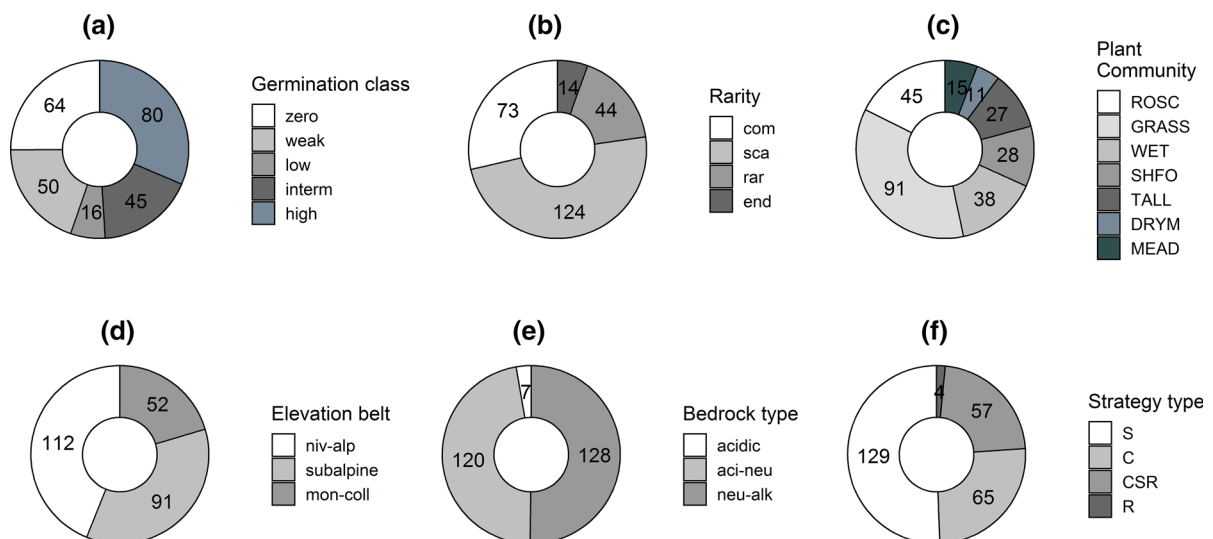 (a)
64
80
50
16
45
Germination class
zero
weak
low
interm
high
(b)
14
73
44
124
Rarity
com
sca
rar
end
(c)
15
11
45
27
28
91
38
Plant
Community
ROSC
GRASS
WET
SHFO
TALL
DRYM
MEAD
(d)
52
112
91
Elevation belt
niv-alp
subalpine
mon-coll
(e)
7
120
128
Bedrock type
acidic
aci-neu
neu-alk
(f)
4
57
129
65
Strategy type
S
C
CSR
R